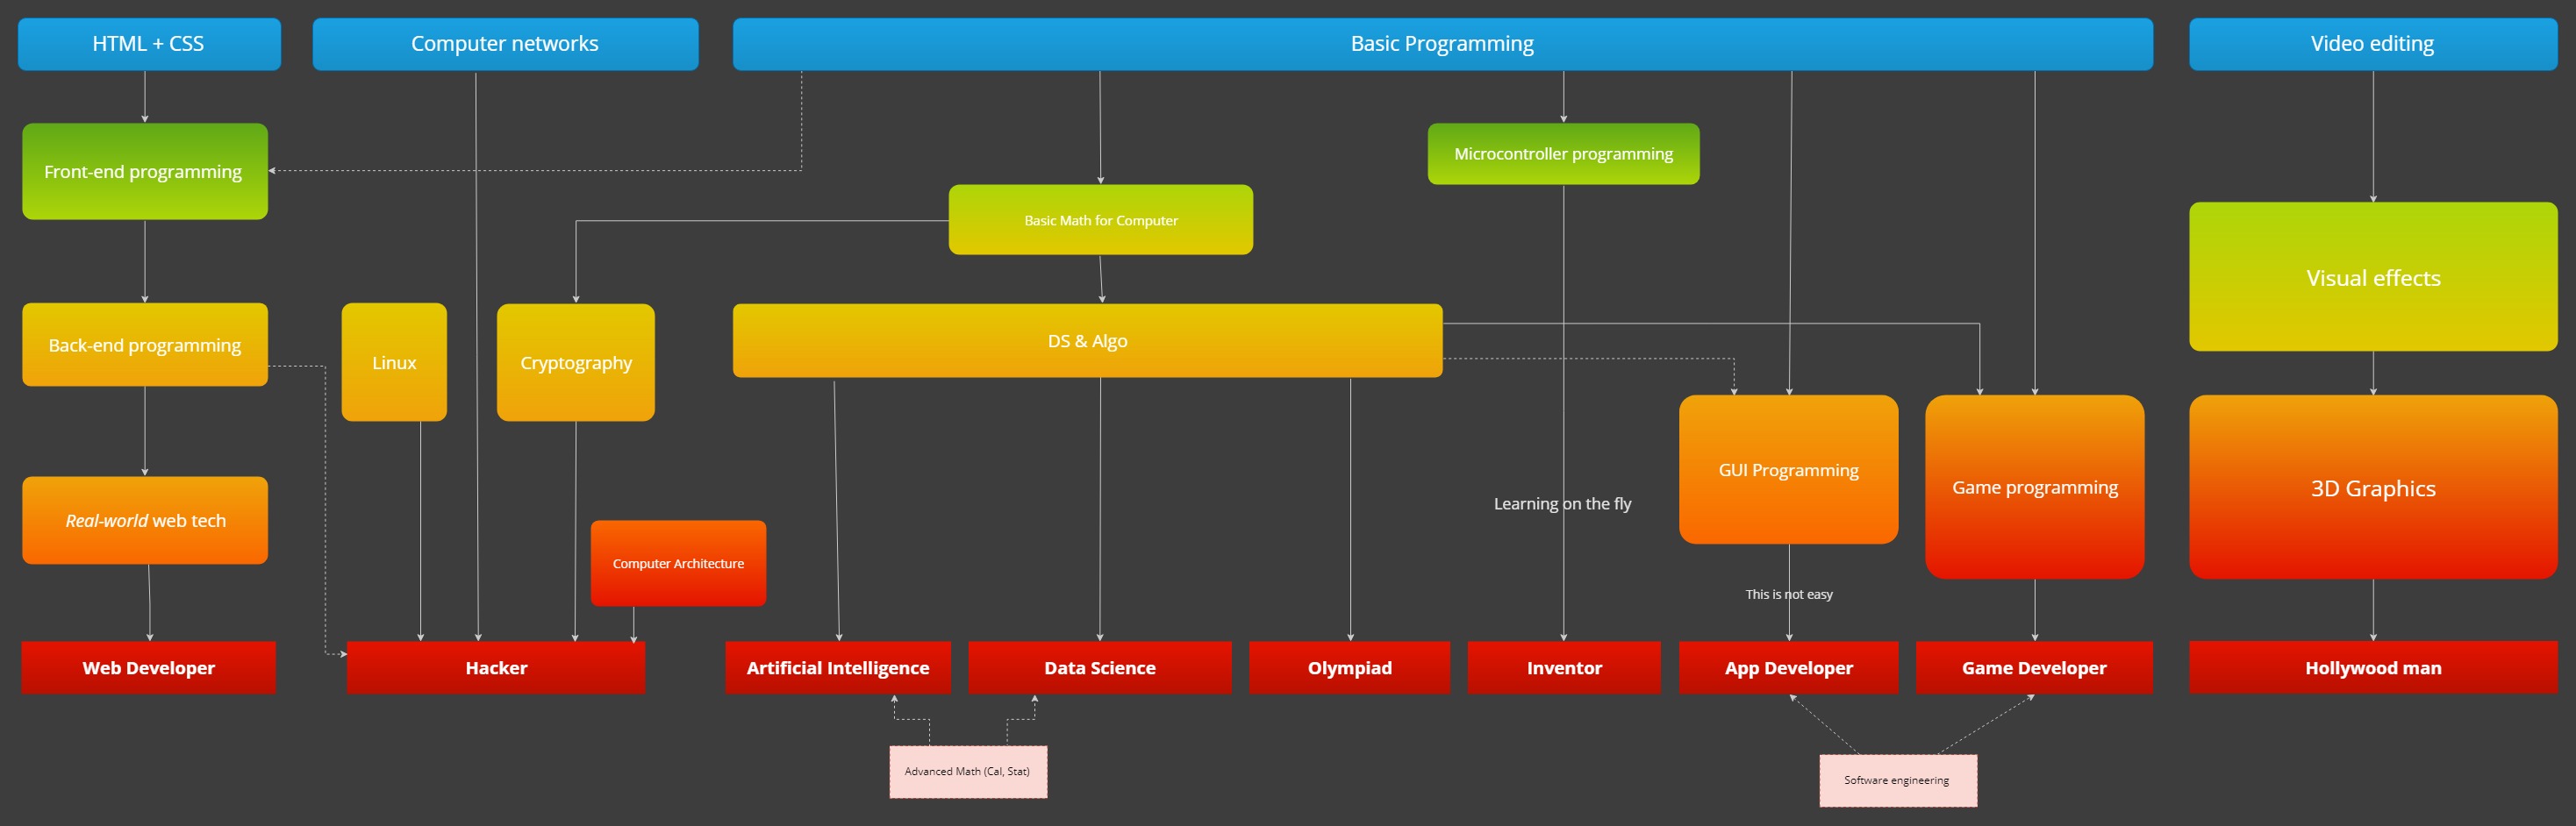 HTML + CSS
Computer networks
Basic Programming
Video editing
Front-end programming
Microcontroller programming
Basic Math for Computer
Visual effects
Back-end programming
Linux
Cryptography
DS & Algo
GUI Programming
Game programming
3D Graphics
Learning on the fly
Real-world web tech
Computer Architecture
This is not easy
Web Developer
Hacker
Artificial Intelligence
Data Science
Olympiad
Inventor
App Developer
Game Developer
Hollywood man
Advanced Math (Cal, Stat)
Software engineering